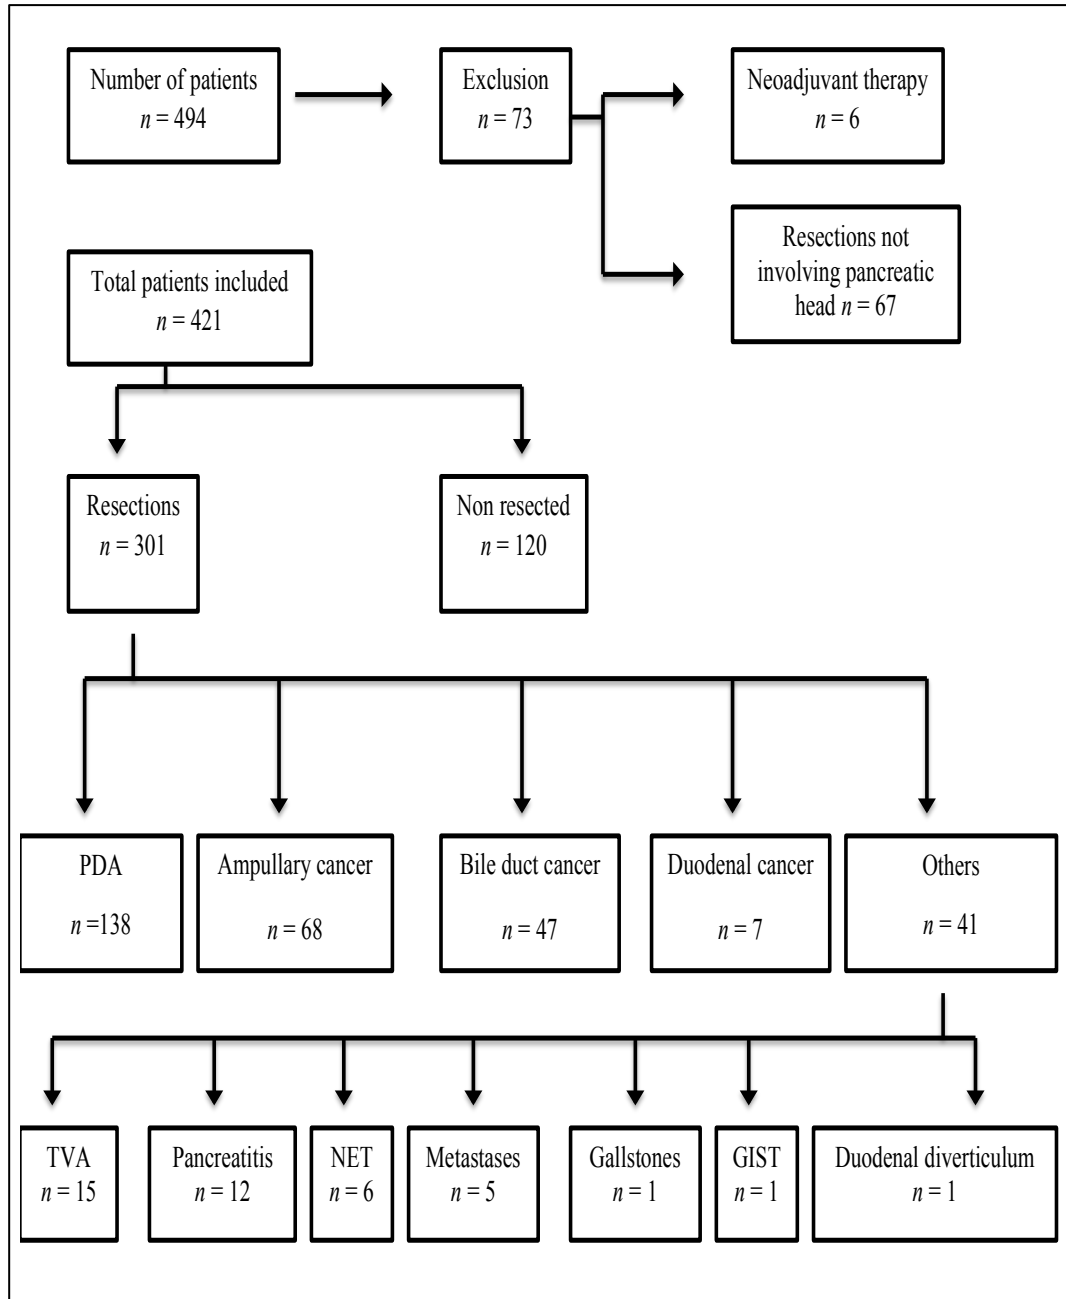 Number of patients
n = 494
Exclusion
n = 73
Neoadjuvant therapy
n = 6
Resections not
involving pancreatic
head n = 67
Total patients included
n = 421
Resections
n = 301
Non resected
n = 120
PDA
n =138
Ampullary cancer
n = 68
Bile duct cancer
n = 47
Duodenal cancer
n = 7
Others
n = 41
TVA
n = 15
Pancreatitis
n = 12
NET
n = 6
Metastases
n = 5
Gallstones
n = 1
GIST
n = 1
Duodenal diverticulum
n = 1